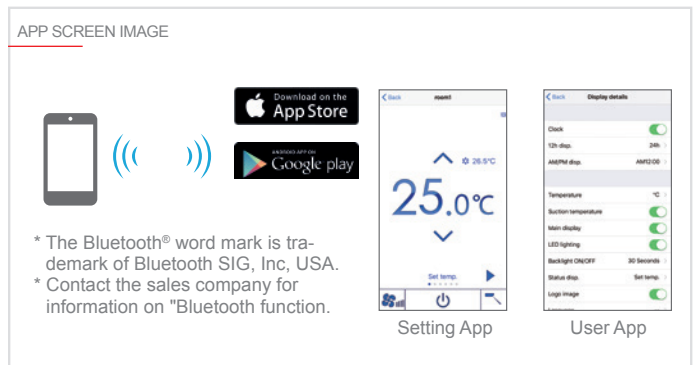 APP SCREEN IMAGE
Download on the
App Store
ANDROID APP ON
Google play
* The Bluetooth® word mark is tra-
demark of Bluetooth SIG, Inc, USA.
* Contact the sales company for
information on "Bluetooth function.
Back room1
26.5°C
25.0°C
Set temp.
Setting App
Back Display details
Clock
12h disp. 24h
AM/PM disp. AM12:00
Temperature °C
Suction temperature
Main display
LED lighting
Backlight ON/OFF 30 Seconds
Status disp. Set temp.
Logo image
User App